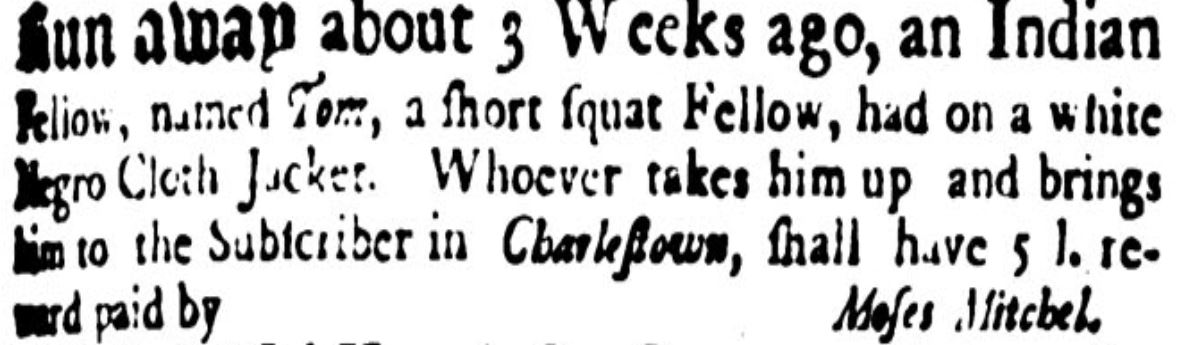 Run away about 3 Weeks ago, an Indian
Fellow, named Tom, a ſhort ſquat Fellow, had on a white
Negro Cloth Jacket. Whoever takes him up and brings
him to the Subſcriber in Charleſtown, ſhall have 5 l. re-
ward paid by Moſes Mitchel.